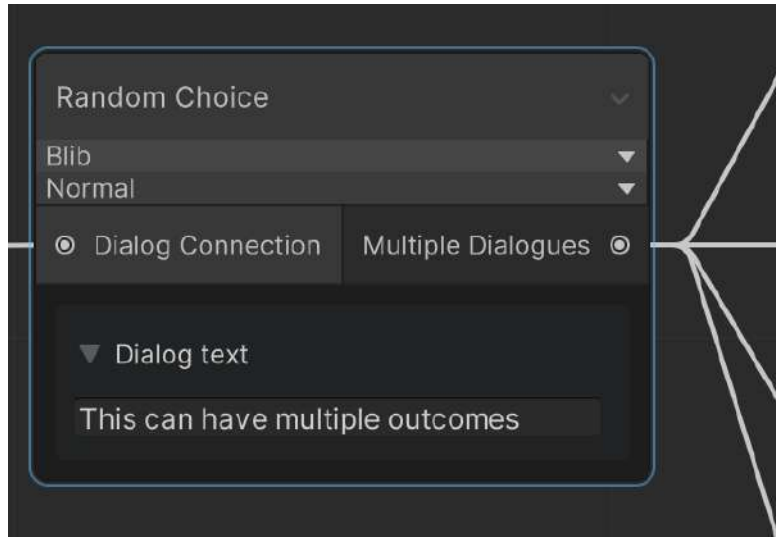 Random Choice
Blib
Normal
Dialog Connection
Multiple Dialogues
Dialog text
This can have multiple outcomes